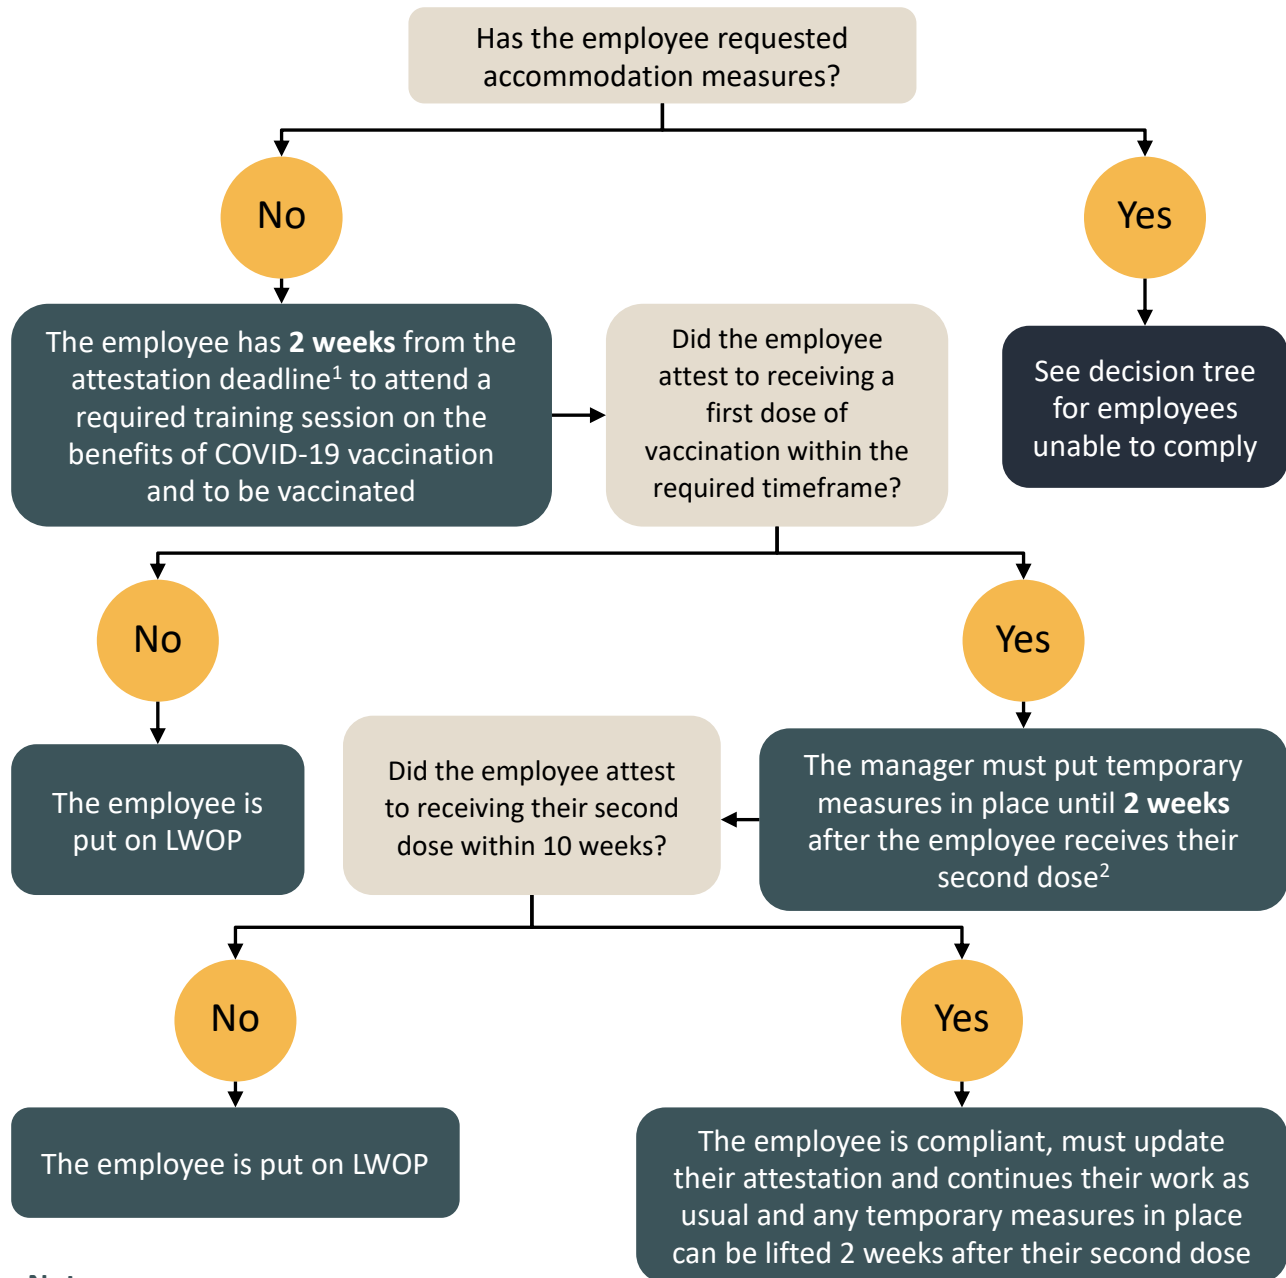 Has the employee requested
accommodation measures?
No
Yes
The employee has 2 weeks from the
attestation deadline1 to attend a
required training session on the
benefits of COVID-19 vaccination
and to be vaccinated
Did the employee
attest to receiving a
first dose of
vaccination within the
required timeframe?
See decision tree
for employees
unable to comply
No
Yes
The employee is
put on LWOP
Did the employee attest
to receiving their second
dose within 10 weeks?
The manager must put temporary
measures in place until 2 weeks
after the employee receives their
second dose2
No
Yes
The employee is put on LWOP
The employee is compliant, must update
their attestation and continues their work as
usual and any temporary measures in place
can be lifted 2 weeks after their second dose